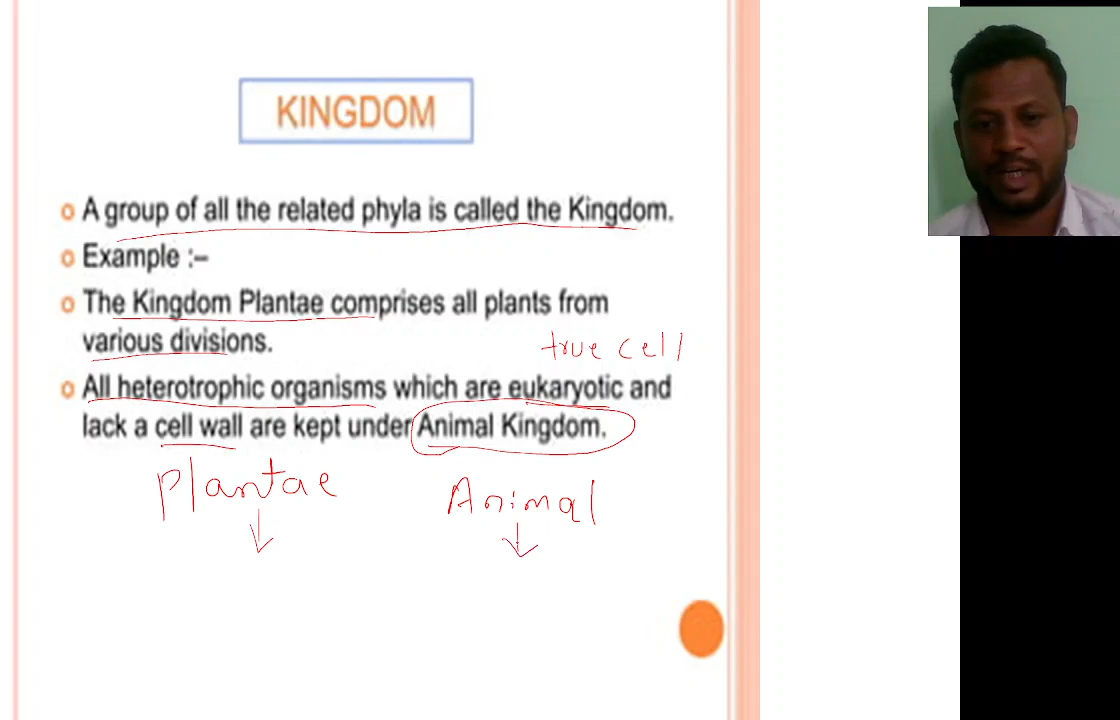 KINGDOM
A group of all the related phyla is called the Kingdom.
Example :–
The Kingdom Plantae comprises all plants from
various divisions.
true cell
All heterotrophic organisms which are eukaryotic and
lack a cell wall are kept under Animal Kingdom.
Plantae
Animal